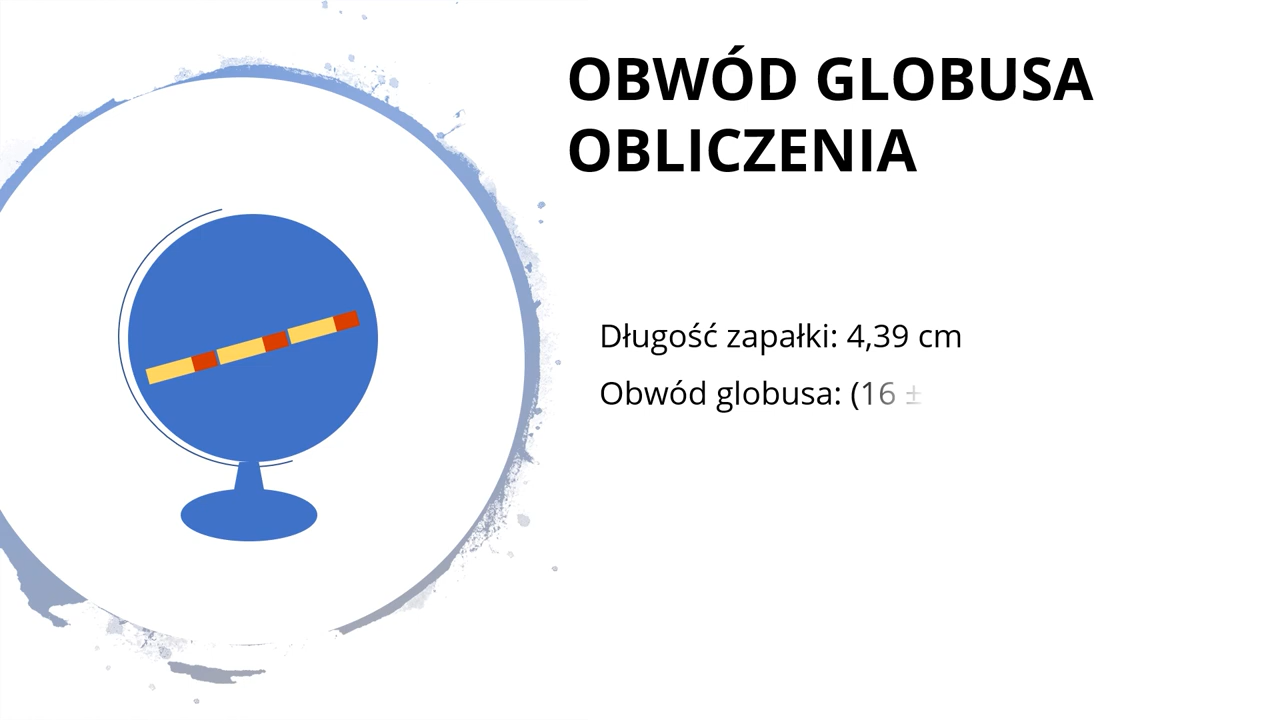 OBWÓD GLOBUSA
OBLICZENIA
Długość zapałki: 4,39 cm
Obwód globusa: (16 ±